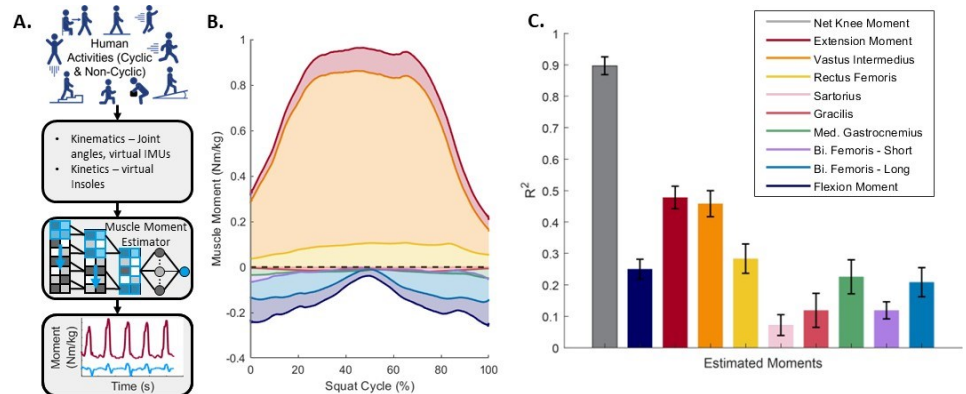 A.
Human
Activities (Cyclic
& Non-Cyclic)
• Kinematics – Joint
angles, virtual IMUs
• Kinetics – virtual
Insoles
Muscle Moment
Estimator
Moment
(Nm/kg)
Time (s)
B.
Muscle Moment (Nm/kg)
1
0.8
0.6
0.4
0.2
0
-0.2
-0.4
0 20 40 60 80 100
Squat Cycle (%)
C.
R²
1
0.9
0.8
0.7
0.6
0.5
0.4
0.3
0.2
0.1
0
Estimated Moments
Net Knee Moment
Extension Moment
Vastus Intermedius
Rectus Femoris
Sartorius
Gracilis
Med. Gastrocnemius
Bi. Femoris - Short
Bi. Femoris - Long
Flexion Moment